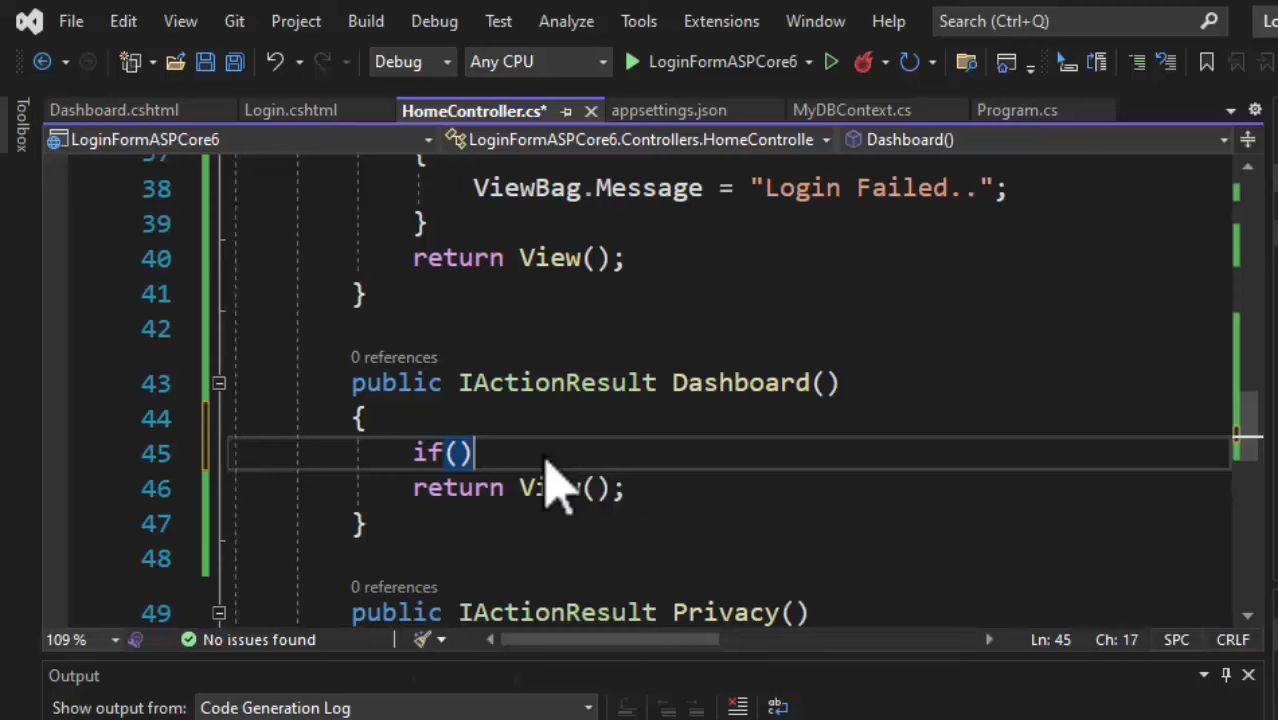 File Edit View Git Project Build Debug Test Analyze Tools Extensions Window Help Search (Ctrl+Q)
Debug Any CPU LoginFormASPCore6
Toolbox
Dashboard.cshtml Login.cshtml HomeController.cs* appsettings.json MyDBContext.cs Program.cs
LoginFormASPCore6 LoginFormASPCore6.Controllers.HomeControlle Dashboard()
37 {
38 ViewBag.Message = "Login Failed..";
39 }
40 return View();
41 }
42
0 references
43 public IActionResult Dashboard()
44 {
45 if()
46 return View();
47 }
48
0 references
49 public IActionResult Privacy()
109 % No issues found Ln: 45 Ch: 17 SPC CRLF
Output
Show output from: Code Generation Log